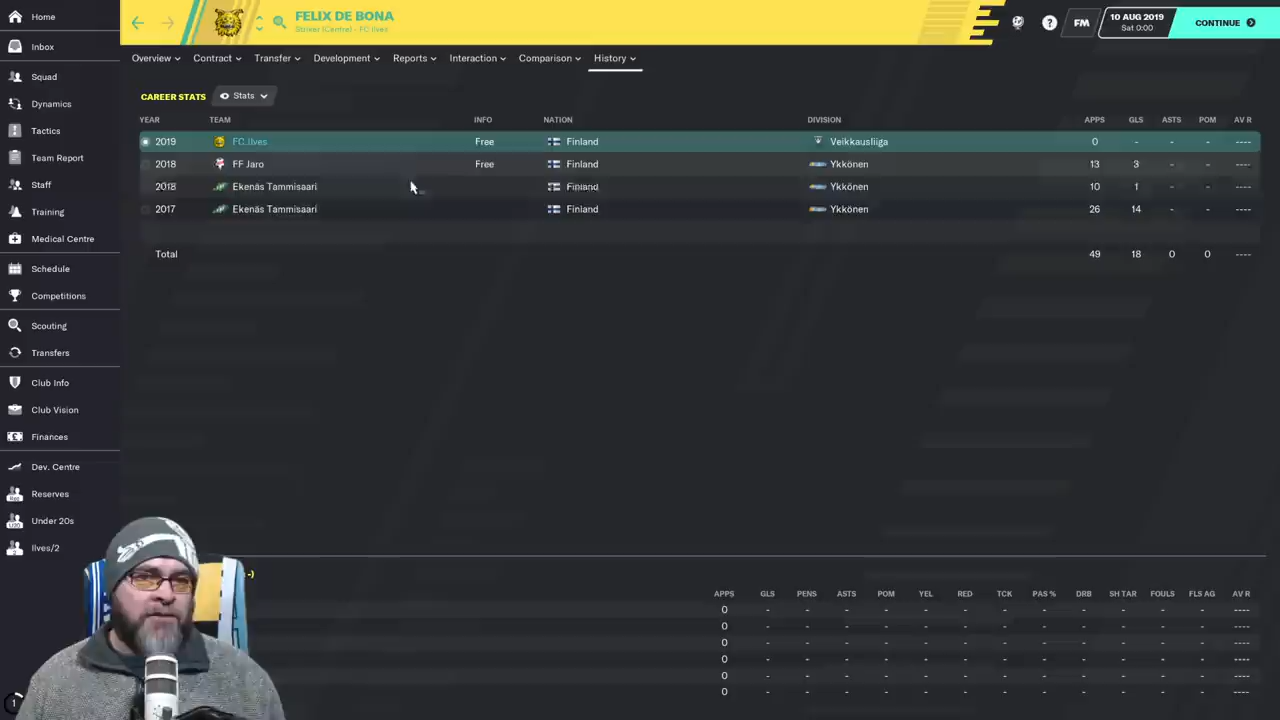 Home
Inbox
Squad
Dynamics
Tactics
Team Report
Staff
Training
Medical Centre
Schedule
Competitions
Scouting
Transfers
Club Info
Club Vision
Finances
Dev. Centre
Reserves
Under 20s
Ilves/2
FELIX DE BONA
Striker (Centre) - FC Ilves
FM
10 AUG 2019
Sat 0:00
CONTINUE
Overview Contract Transfer Development Reports Interaction Comparison History
CAREER STATS Stats
YEAR TEAM INFO NATION DIVISION APPS GLS ASTS POM AV R
2019 FC Ilves Free Finland Veikkausliiga 0 - - - ----
2018 FF Jaro Free Finland Ykkönen 13 3 - - ----
2018 Ekenäs Tammisaari Finland Ykkönen 10 1 - - ----
2017 Ekenäs Tammisaari Finland Ykkönen 26 14 - - ----
Total 49 18 0 0 ----
-)
APPS GLS PENS ASTS POM YEL RED TCK PAS % DRB SH TAR FOULS FLS AG AV R
0 - - - - - - - - - - - - ----
0 - - - - - - - - - - - - ----
0 - - - - - - - - - - - - ----
0 - - - - - - - - - - - - ----
0 - - - - - - - - - - - - ----
0 - - - - - - - - - - - - ----
1